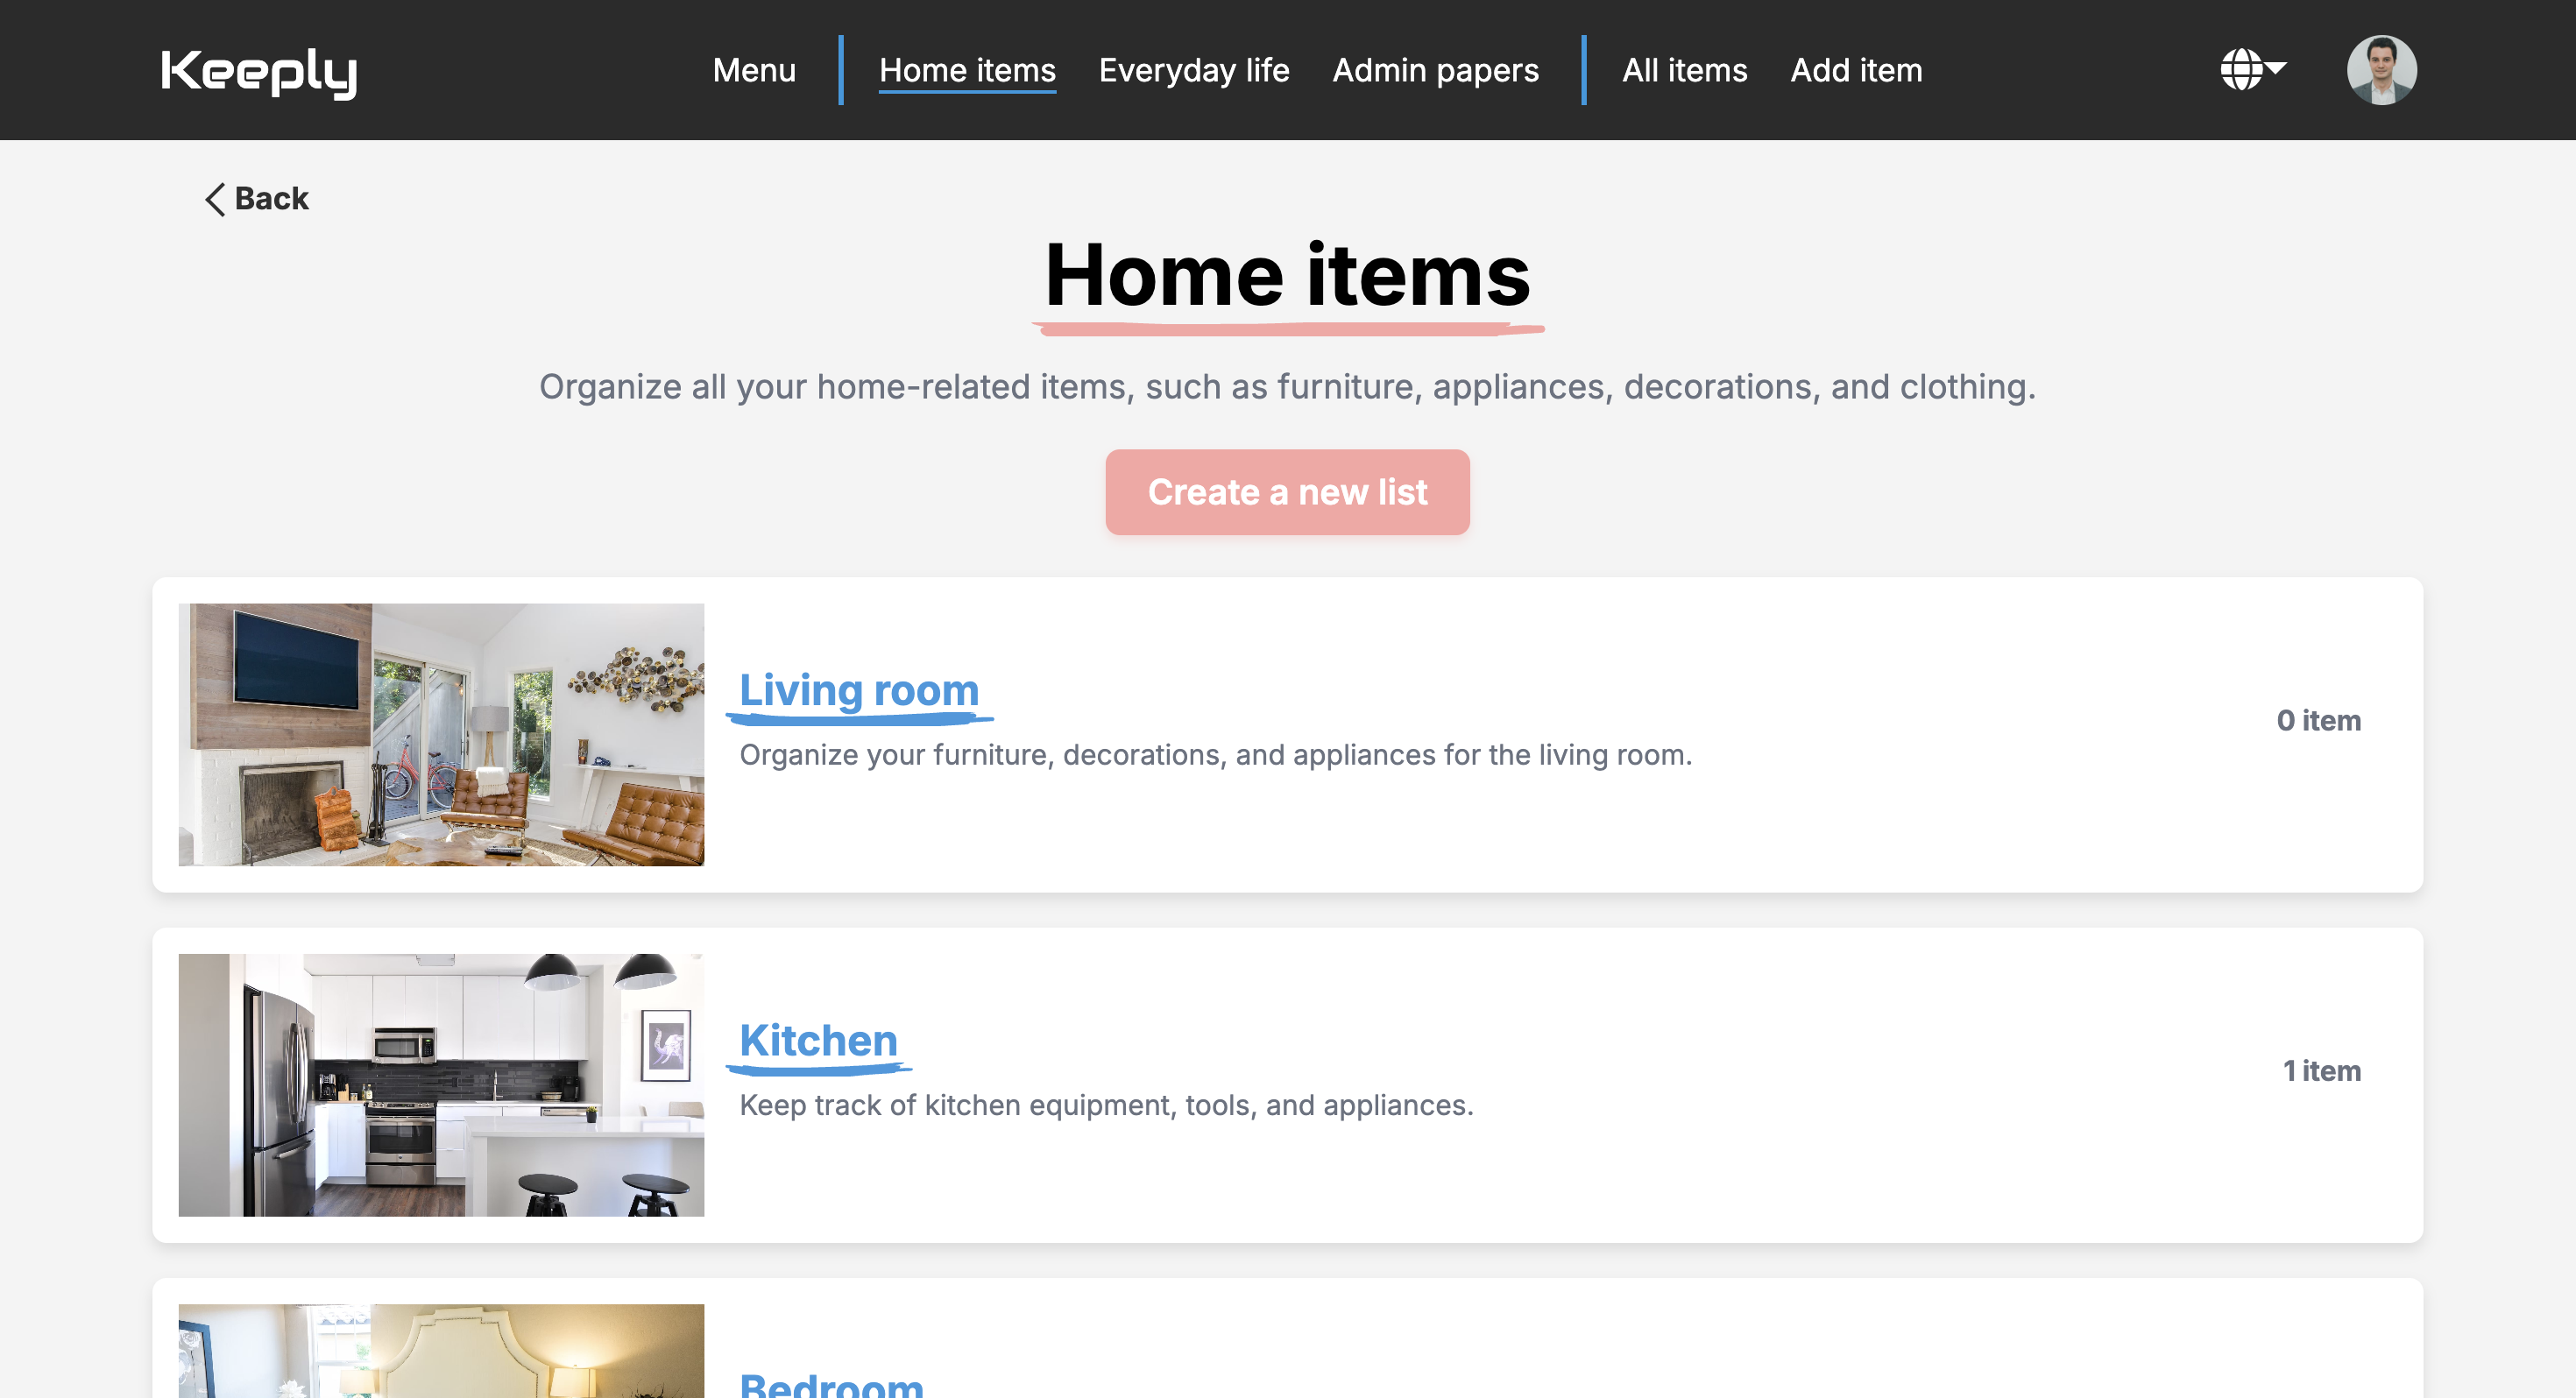 Keeply
Menu Home items Everyday life Admin papers All items Add item
Back
Home items
Organize all your home-related items, such as furniture, appliances, decorations, and clothing.
Create a new list
Living room
Organize your furniture, decorations, and appliances for the living room.
0 item
Kitchen
Keep track of kitchen equipment, tools, and appliances.
1 item
Bedroom